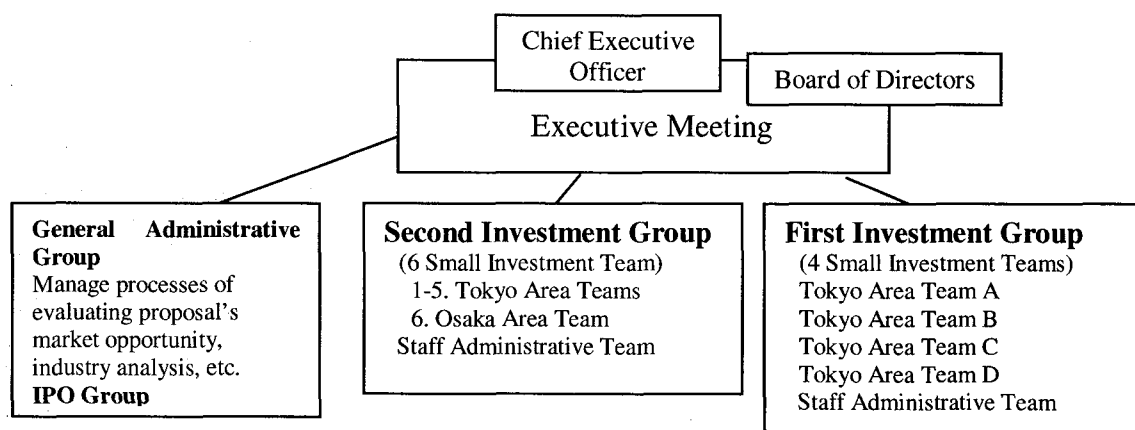 Chief Executive
Officer
Board of Directors
Executive Meeting
General Administrative
Group
Manage processes of
evaluating proposal's
market opportunity,
industry analysis, etc.
IPO Group
Second Investment Group
(6 Small Investment Team)
1-5. Tokyo Area Teams
6. Osaka Area Team
Staff Administrative Team
First Investment Group
(4 Small Investment Teams)
Tokyo Area Team A
Tokyo Area Team B
Tokyo Area Team C
Tokyo Area Team D
Staff Administrative Team